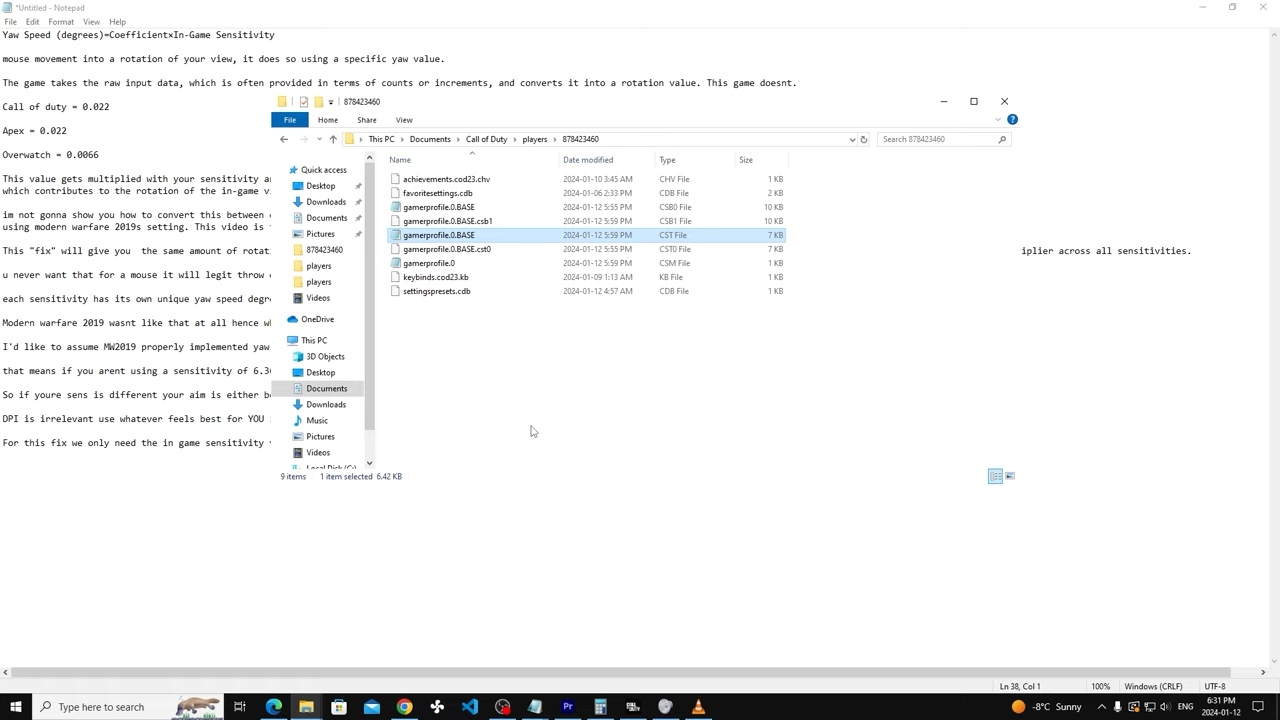 *Untitled - Notepad
File Edit Format View Help
Yaw Speed (degrees)=Coefficient×In-Game Sensitivity
mouse movement into a rotation of your view, it does so using a specific yaw value.
The game takes the raw input data, which is often provided in terms of counts or increments, and converts it into a rotation value. This game doesnt.
Call of duty = 0.022
Apex = 0.022
Overwatch = 0.0066
This value gets multiplied with your sensitivity
which contributes to the rotation of the in-game
im not gonna show you how to convert this between
using modern warfare 2019s setting. This video is
This "fix" will give you the same amount of
iplier across all sensitivities.
u never want that for a mouse it will legit throw
each sensitivity has its own unique yaw speed
Modern warfare 2019 wasnt like that at all hence
I'd like to assume MW2019 properly implemented yaw
that means if you arent using a sensitivity of
So if youre sens is different your aim is either
DPI is irrelevant use whatever feels best for YOU
For this fix we only need the in game sensitivity
878423460
File Home Share View
This PC Documents Call of Duty players 878423460
Search 878423460
Name Date modified Type Size
achievements.cod23.chv 2024-01-10 3:45 AM CHV File 1 KB
favoritesettings.cdb 2024-01-06 2:33 PM CDB File 2 KB
gamerprofile.0.BASE 2024-01-12 5:55 PM CSB0 File 10 KB
gamerprofile.0.BASE.csb1 2024-01-12 5:59 PM CSB1 File 10 KB
gamerprofile.0.BASE 2024-01-12 5:59 PM CST File 7 KB
gamerprofile.0.BASE.cst0 2024-01-12 5:55 PM CST0 File 7 KB
gamerprofile.0 2024-01-12 5:59 PM CSM File 1 KB
keybinds.cod23.kb 2024-01-09 1:13 AM KB File 1 KB
settingspresets.cdb 2024-01-12 4:57 AM CDB File 1 KB
Quick access
Desktop
Downloads
Documents
Pictures
878423460
players
players
Videos
OneDrive
This PC
3D Objects
Desktop
Documents
Downloads
Music
Pictures
Videos
9 items 1 item selected 6.42 KB
Ln 38, Col 1 100% Windows (CRLF) UTF-8
Type here to search
-8°C Sunny
6:31 PM
2024-01-12